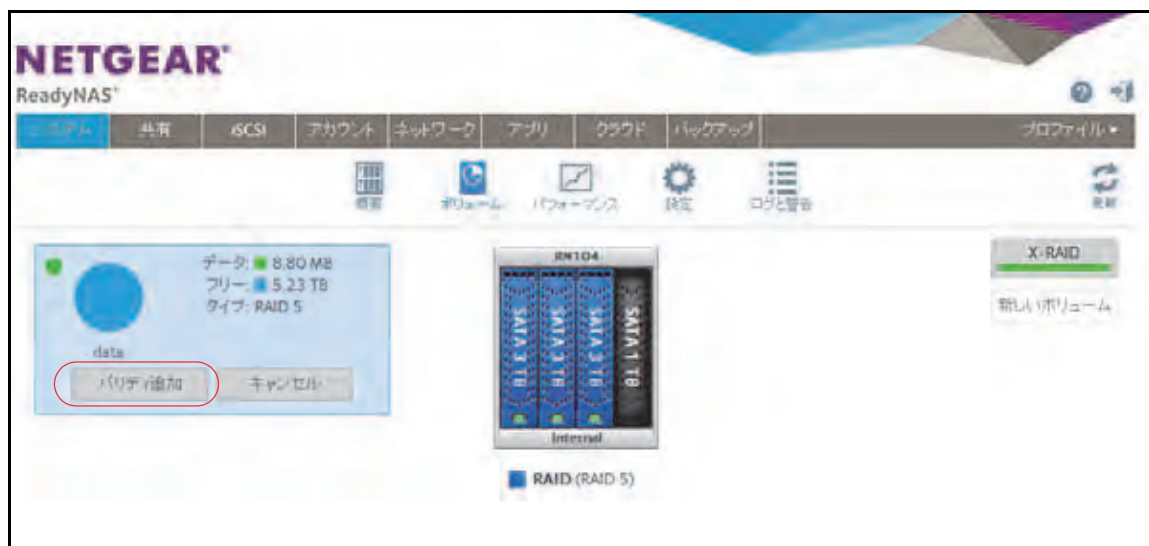 NETGEAR®
ReadyNAS®
システム 共有 iSCSI アカウント ネットワーク アプリ クラウド バックアップ プロファイル
概要 ボリューム パフォーマンス 設定 ログと警告 更新
データ: 8.80 MB
フリー: 5.23 TB
タイプ: RAID 5
data
パリティ追加 キャンセル
RN104
SATA 3 TB
SATA 3 TB
SATA 3 TB
SATA 1 TB
Internal
RAID (RAID 5)
X-RAID
新しいボリューム